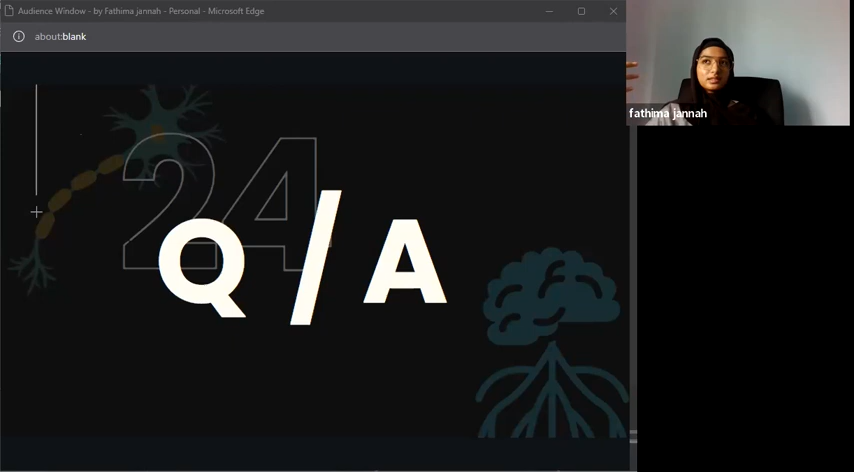 Audience Window - by Fathima jannah - Personal - Microsoft Edge
about:blank
24
Q/A
fathima jannah